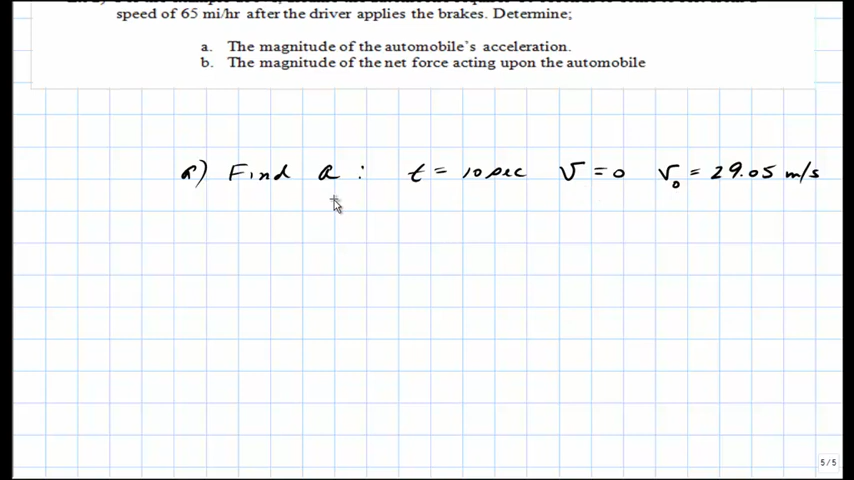 speed of 65 mi/hr after the driver applies the brakes. Determine;
a. The magnitude of the automobile`s acceleration.
b. The magnitude of the net force acting upon the automobile
a) Find a : t = 10 sec v = 0 v₀ = 29.05 m/s
5/5